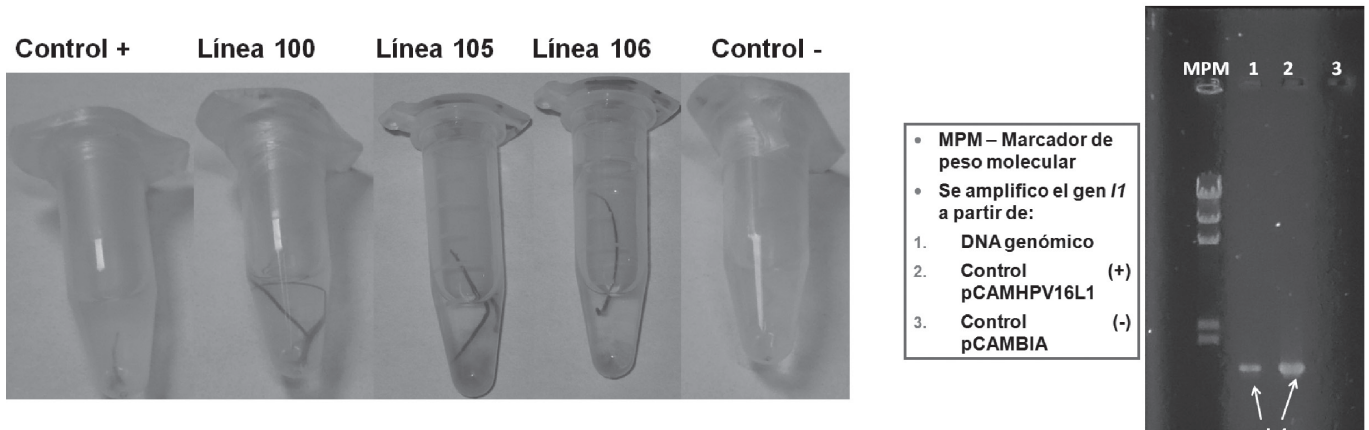 Control +
Línea 100
Línea 105
Línea 106
Control -
• MPM – Marcador de
peso molecular
• Se amplifico el gen l1
a partir de:
1. DNA genómico
2. Control (+)
pCAMHPV16L1
3. Control (-)
pCAMBIA
MPM 1 2 3